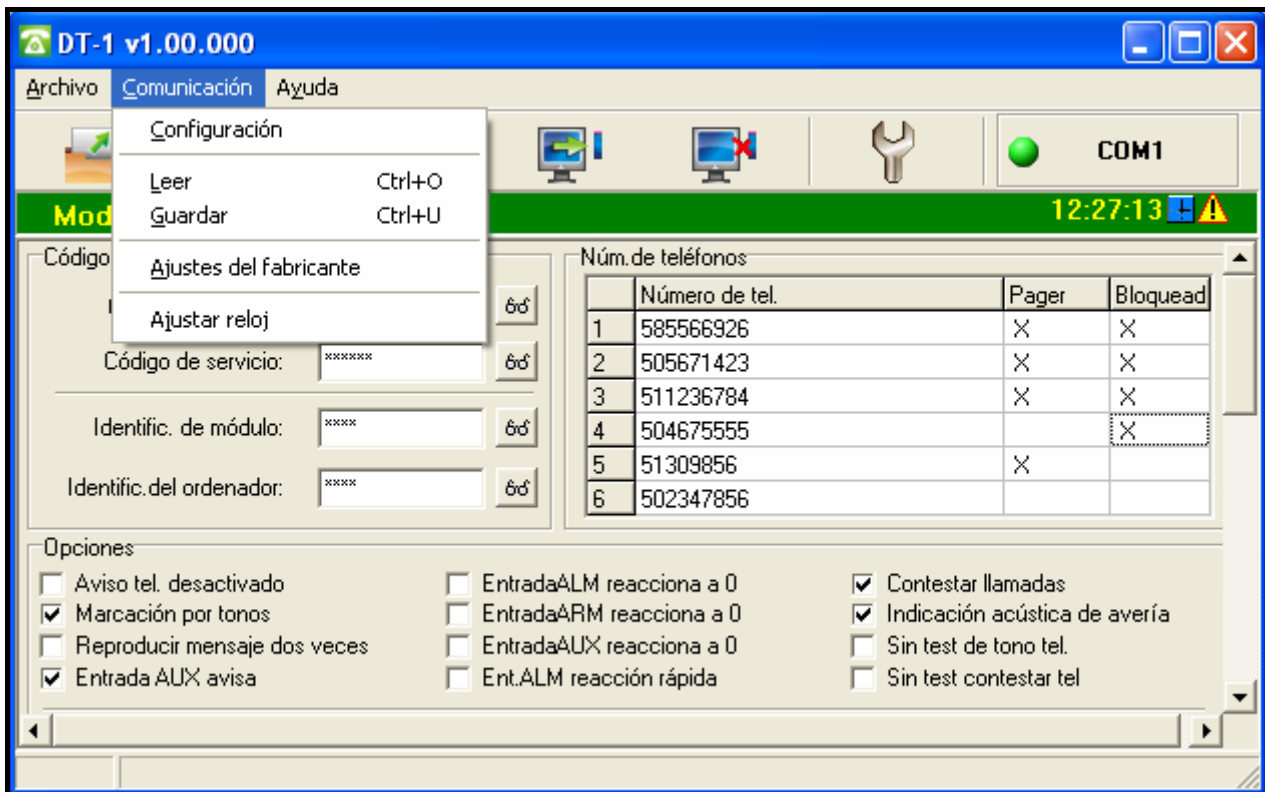 DT-1 v1.00.000
Archivo Comunicación Ayuda
Configuración
Leer Ctrl+O
Guardar Ctrl+U
Ajustes del fabricante
Ajustar reloj
COM1
Mod 12:27:13
Código
Código de servicio: ******
Identific. de módulo: ****
Identific.del ordenador: ****
Núm.de teléfonos
Número de tel. Pager Bloquead
1 585566926 X X
2 505671423 X X
3 511236784 X X
4 504675555 X
5 51309856 X
6 502347856
Opciones
Aviso tel. desactivado EntradaALM reacciona a 0 Contestar llamadas
Marcación por tonos EntradaARM reacciona a 0 Indicación acústica de avería
Reproducir mensaje dos veces EntradaAUX reacciona a 0 Sin test de tono tel.
Entrada AUX avisa Ent.ALM reacción rápida Sin test contestar tel